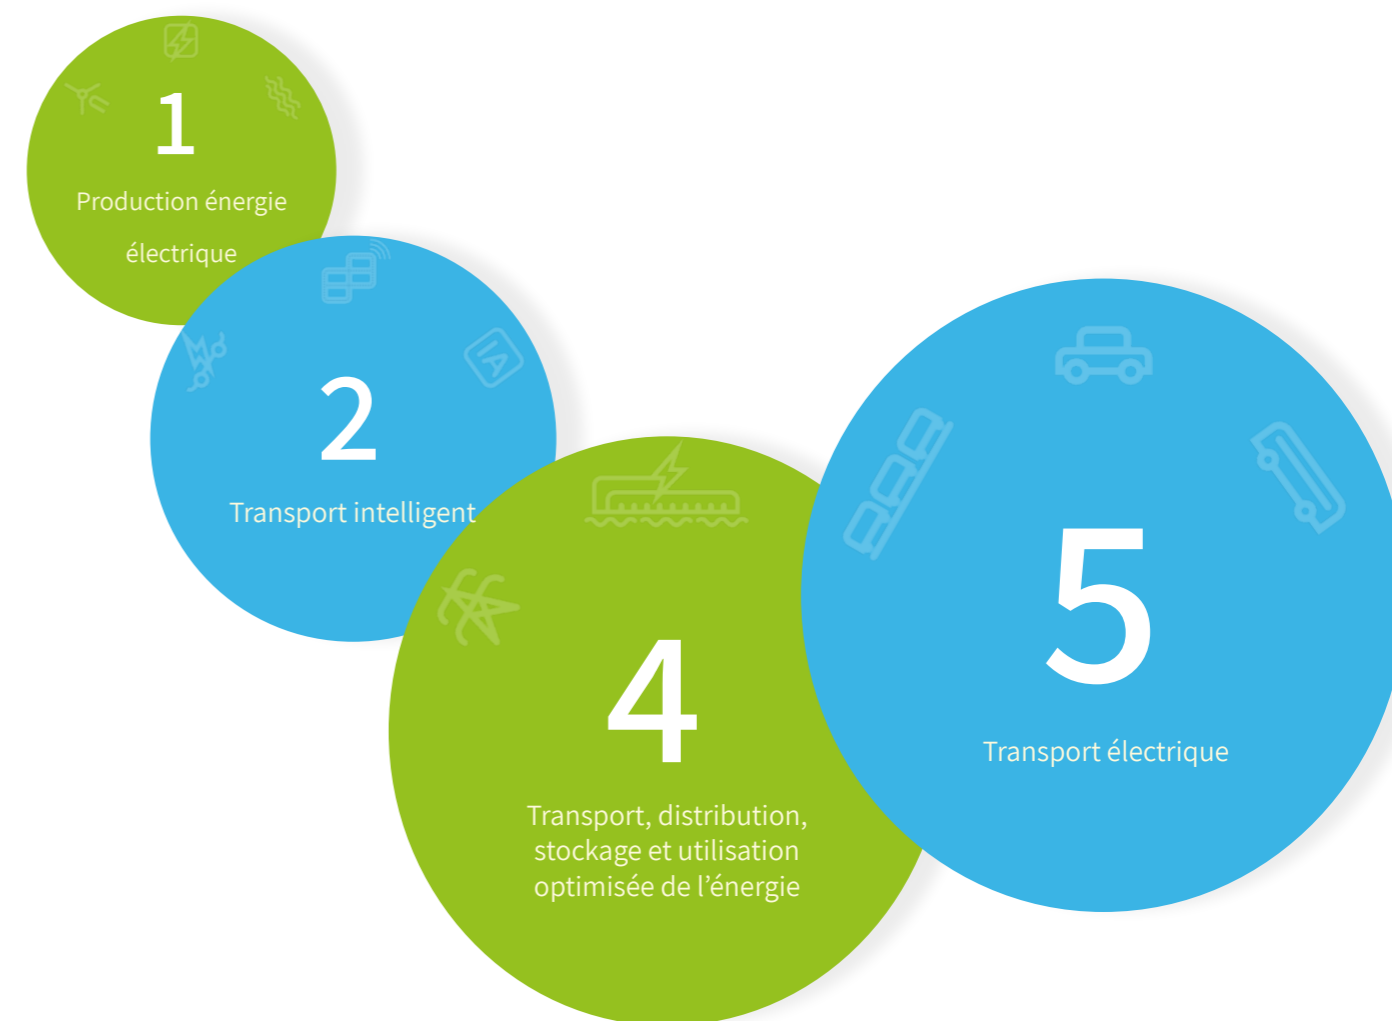 1
Production énergie
électrique
2
Transport intelligent
IA
4
Transport, distribution,
stockage et utilisation
optimisée de l’énergie
5
Transport électrique